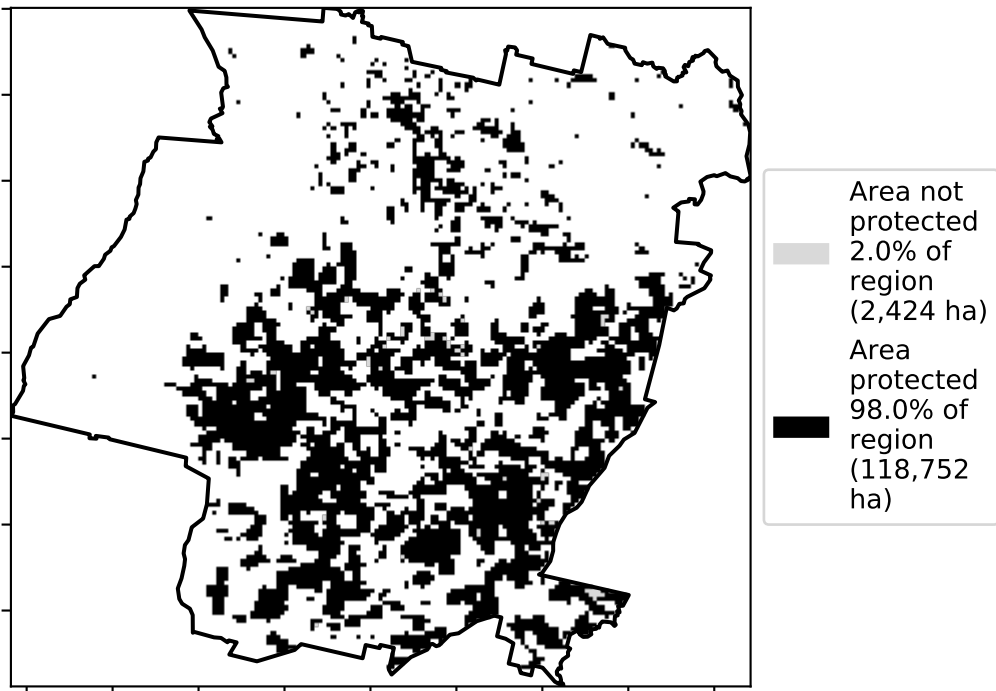 Area not
protected
2.0% of
region
(2,424 ha)
Area
protected
98.0% of
region
(118,752
ha)